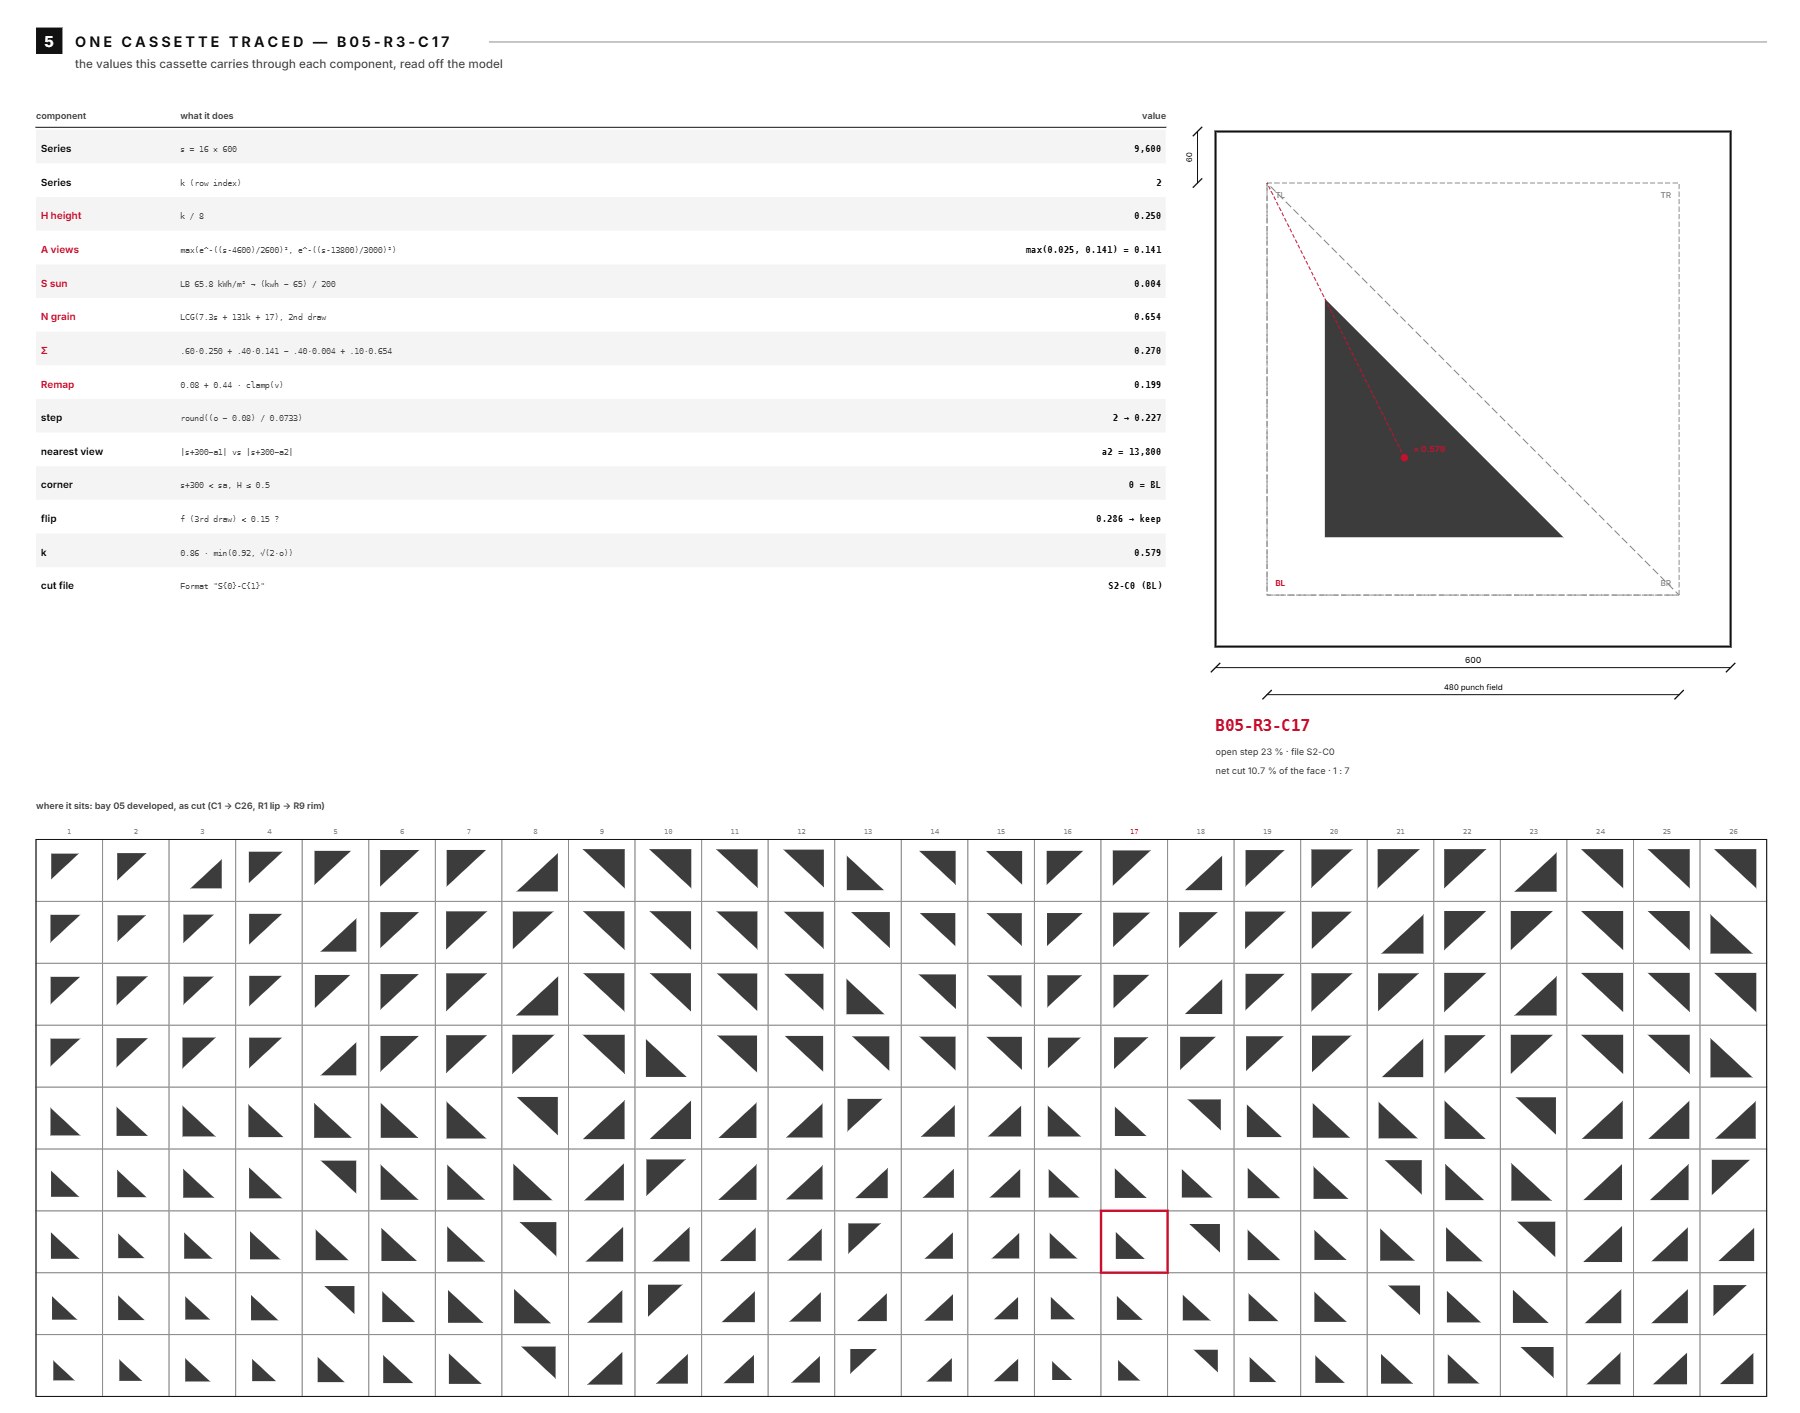 5 ONE CASSETTE TRACED — B05-R3-C17
the values this cassette carries through each component, read off the model
component what it does value
Series s = 16 × 600 9,600
Series k (row index) 2
H height k / 8 0.250
A views max(e^-((s-4600)/2600)², e^-((s-13800)/3000)²) max(0.025, 0.141) = 0.141
S sun LB 65.8 kWh/m² → (kwh − 65) / 200 0.004
N grain LCG(7.3s + 131k + 17), 2nd draw 0.654
Σ .60·0.250 + .40·0.141 − .40·0.004 + .10·0.654 0.270
Remap 0.08 + 0.44 · clamp(v) 0.199
step round((o − 0.08) / 0.0733) 2 → 0.227
nearest view |s+300−a1| vs |s+300−a2| a2 = 13,800
corner s+300 < sa, H ≤ 0.5 0 = BL
flip f (3rd draw) < 0.15 ? 0.286 → keep
k 0.86 · min(0.92, √(2·o)) 0.579
cut file Format "S{0}-C{1}" S2-C0 (BL)
60
TL
TR
× 0.579
BL
BR
600
480 punch field
B05-R3-C17
open step 23 % · file S2-C0
net cut 10.7 % of the face · 1 : 7
where it sits: bay 05 developed, as cut (C1 → C26, R1 lip → R9 rim)
1 2 3 4 5 6 7 8 9 10 11 12 13 14 15 16 17 18 19 20 21 22 23 24 25 26